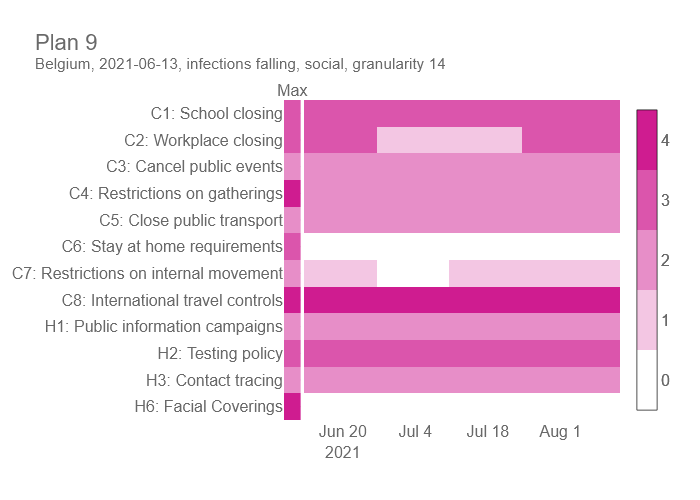 Plan 9
Belgium, 2021-06-13, infections falling, social, granularity 14
Max
C1: School closing
C2: Workplace closing
C3: Cancel public events
C4: Restrictions on gatherings
C5: Close public transport
C6: Stay at home requirements
C7: Restrictions on internal movement
C8: International travel controls
H1: Public information campaigns
H2: Testing policy
H3: Contact tracing
H6: Facial Coverings
4
3
2
1
0
Jun 20 Jul 4 Jul 18 Aug 1
2021